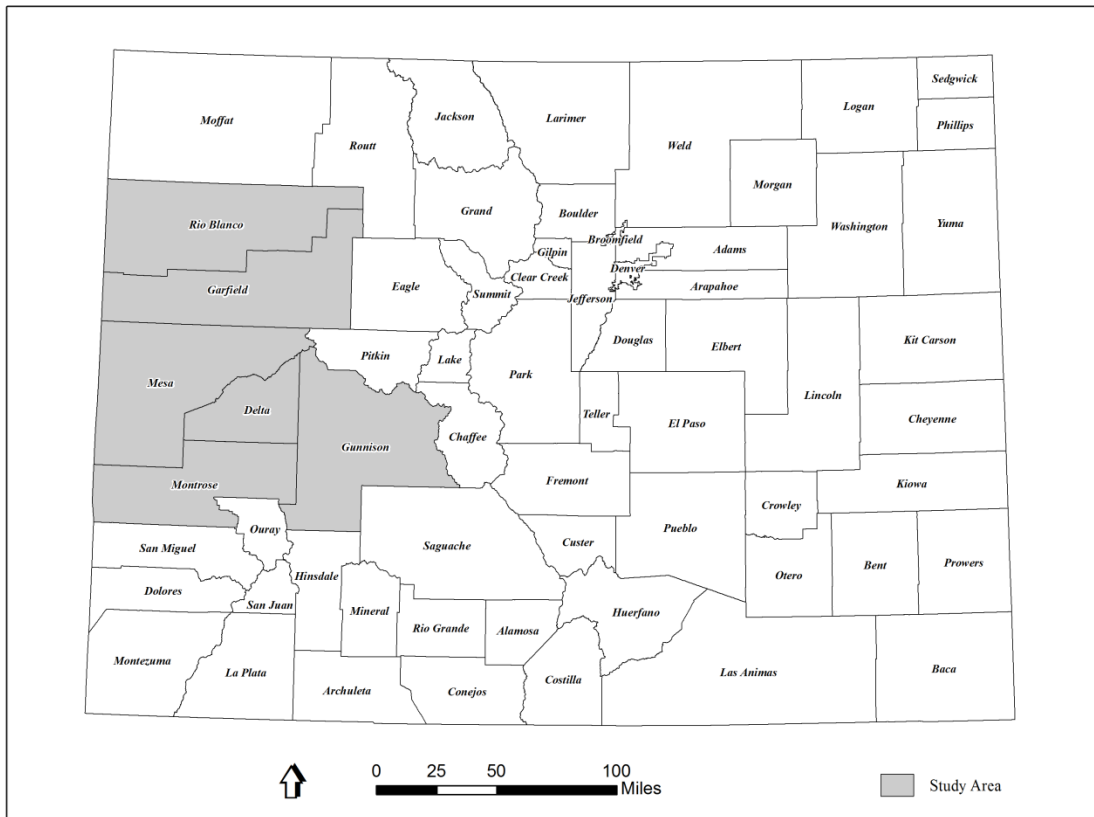 Sedgwick
Logan
Phillips
Jackson
Larimer
Moffat
Routt
Weld
Morgan
Grand
Boulder
Washington
Yuma
Rio Blanco
Broomfield
Gilpin
Adams
Denver
Clear Creek
Eagle
Garfield
Summit
Arapahoe
Jefferson
Douglas
Elbert
Kit Carson
Pitkin
Lake
Park
Mesa
Lincoln
Delta
Teller
Cheyenne
El Paso
Chaffee
Gunnison
Fremont
Montrose
Kiowa
Crowley
Ouray
Pueblo
Saguache
Custer
San Miguel
Hinsdale
Otero
Bent
Prowers
Dolores
San Juan
Mineral
Huerfano
Rio Grande
Alamosa
Montezuma
La Plata
Las Animas
Baca
Costilla
Archuleta
Conejos
0 25 50 100
Miles
Study Area